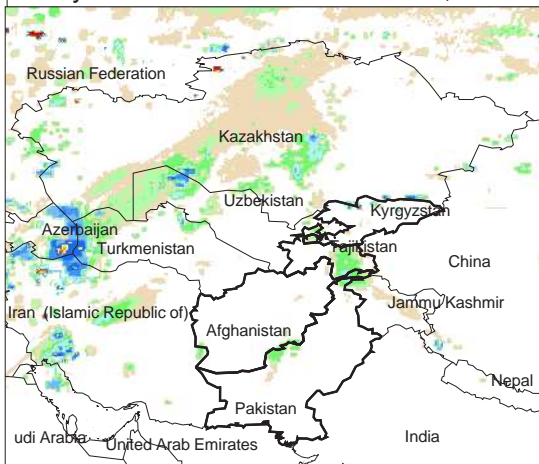 Russian Federation
Kazakhstan
Uzbekistan
Kyrgyzstan
Azerbaijan
Turkmenistan
Tajikistan
China
Iran (Islamic Republic of)
Jammu Kashmir
Afghanistan
Nepal
Pakistan
udi Arabia
United Arab Emirates
India